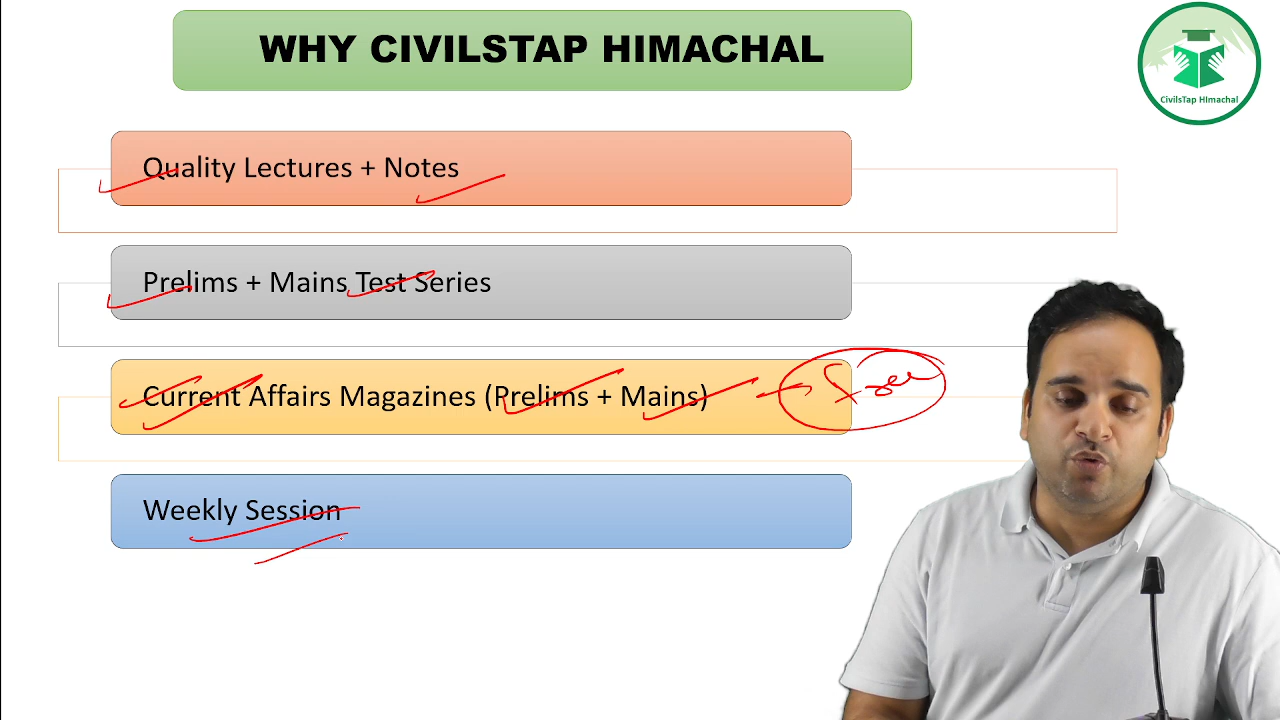 WHY CIVILSTAP HIMACHAL
CivilsTap HImachal
Quality Lectures + Notes
Prelims + Mains Test Series
Current Affairs Magazines (Prelims + Mains)
free
Weekly Session